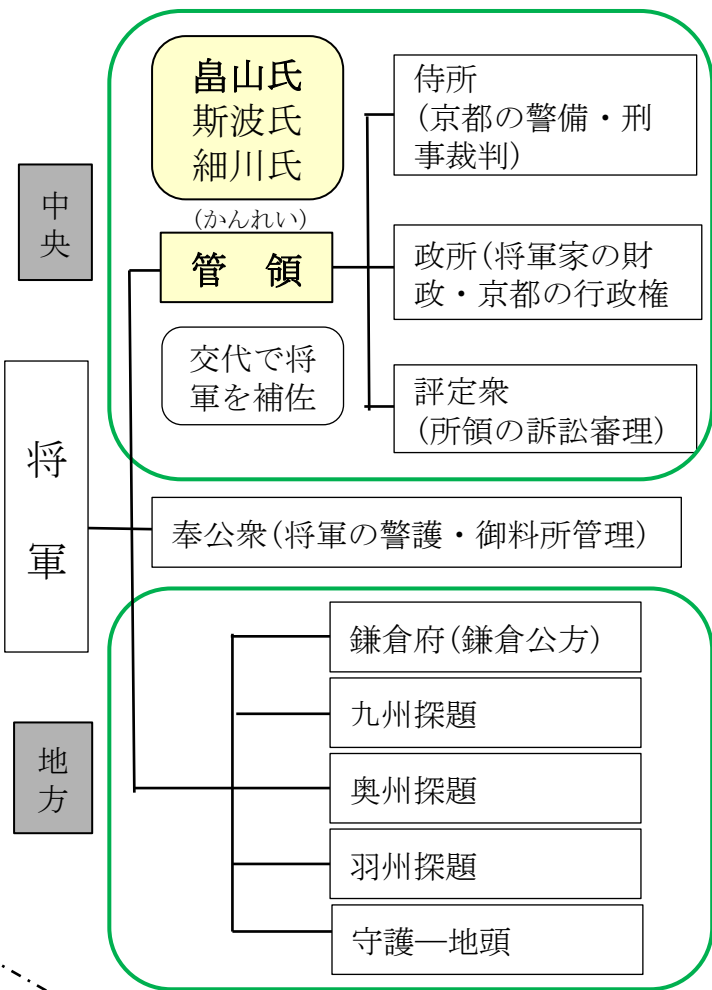 畠山氏
斯波氏
細川氏
(かんれい)
管 領
交代で将
軍を補佐
侍所
(京都の警備・刑
事裁判)
政所(将軍家の財
政・京都の行政権
評定衆
(所領の訴訟審理)
中
央
将
軍
奉公衆(将軍の警護・御料所管理)
地
方
鎌倉府(鎌倉公方)
九州探題
奥州探題
羽州探題
守護―地頭